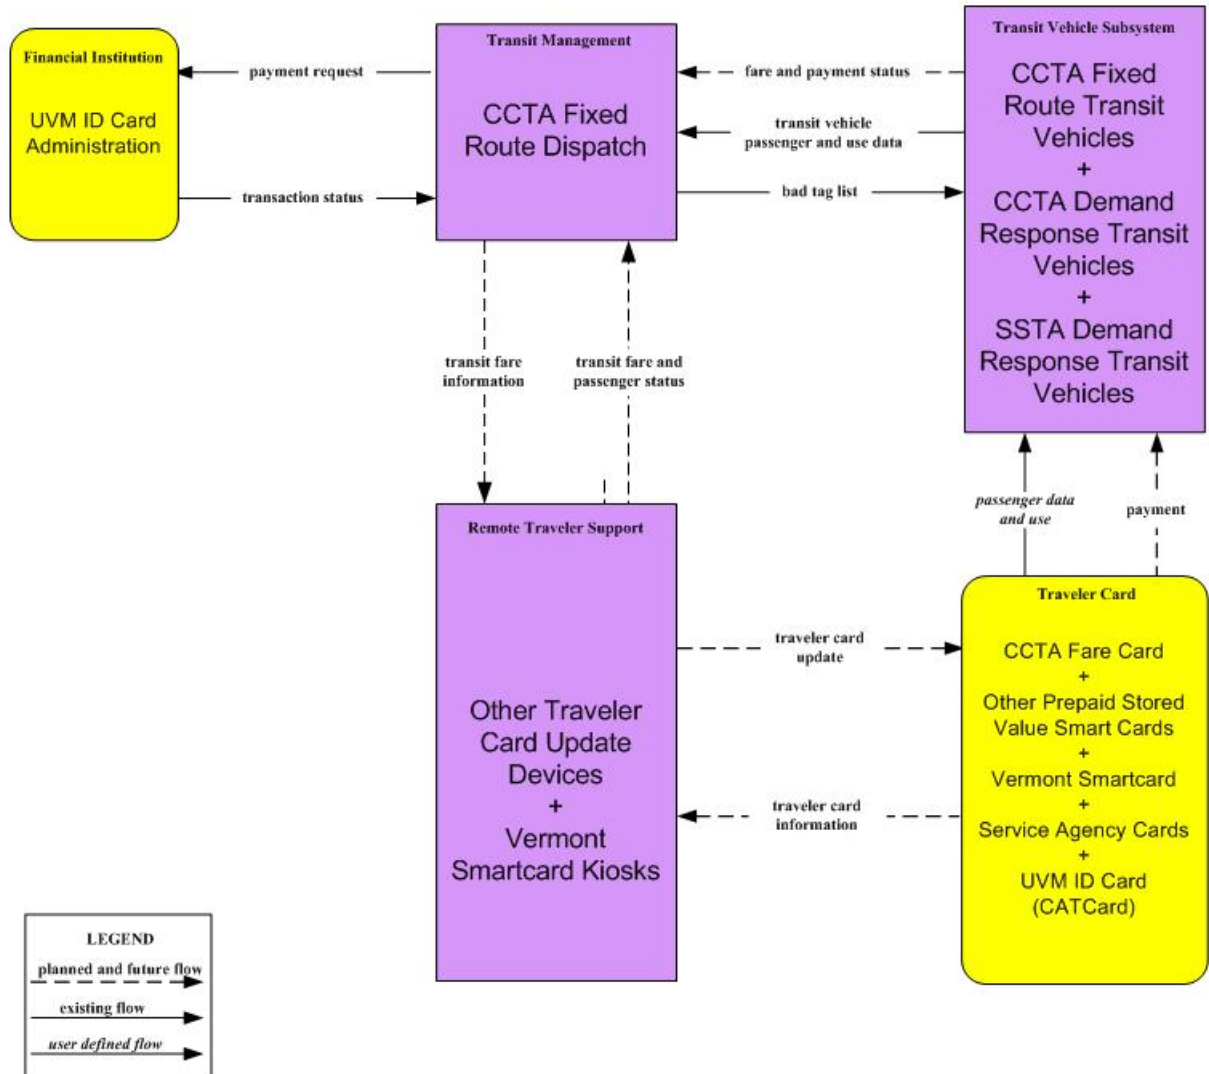 Financial Institution
UVM ID Card
Administration
payment request
transaction status
Transit Management
CCTA Fixed
Route Dispatch
fare and payment status
transit vehicle
passenger and use data
bad tag list
Transit Vehicle Subsystem
CCTA Fixed
Route Transit
Vehicles
+
CCTA Demand
Response Transit
Vehicles
+
SSTA Demand
Response Transit
Vehicles
transit fare
information
transit fare and
passenger status
passenger data
and use
payment
Remote Traveler Support
Other Traveler
Card Update
Devices
+
Vermont
Smartcard Kiosks
traveler card
update
traveler card
information
Traveler Card
CCTA Fare Card
+
Other Prepaid Stored
Value Smart Cards
+
Vermont Smartcard
+
Service Agency Cards
+
UVM ID Card
(CATCard)
LEGEND
planned and future flow
existing flow
user defined flow